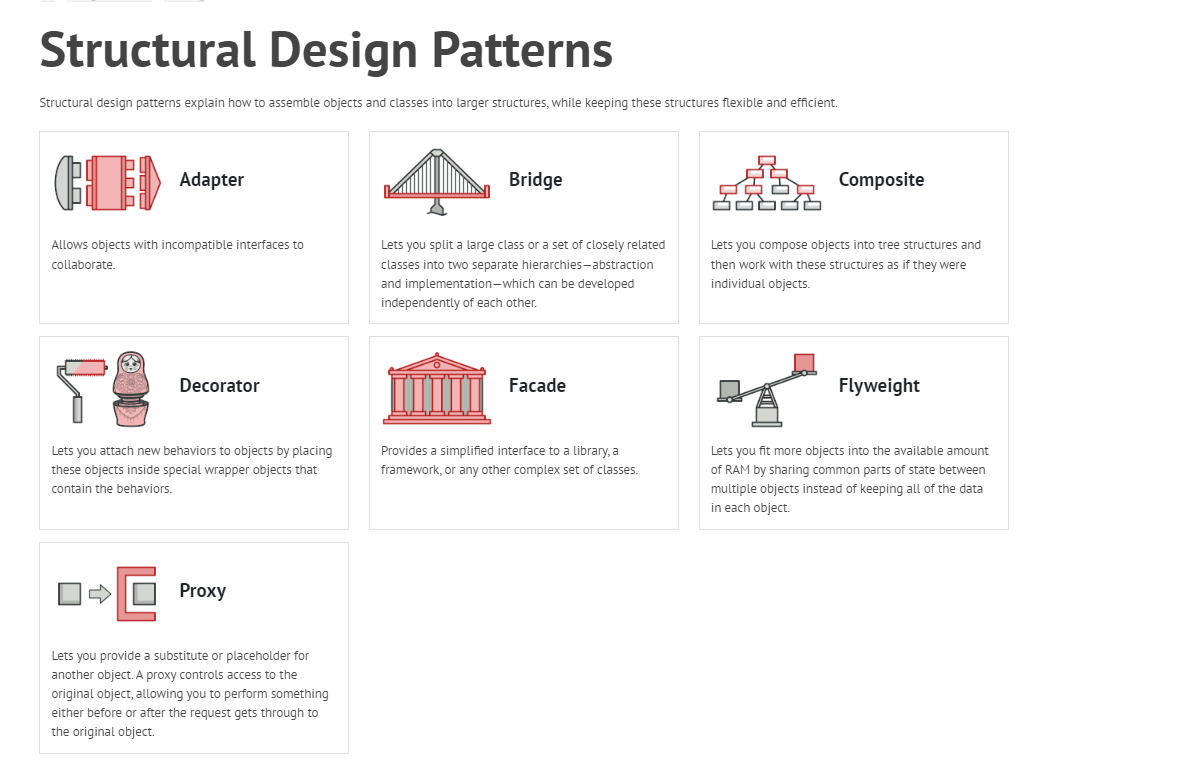 Structural Design Patterns
Structural design patterns explain how to assemble objects and classes into larger structures, while keeping these structures flexible and efficient.
Adapter
Allows objects with incompatible interfaces to
collaborate.
Bridge
Lets you split a large class or a set of closely related
classes into two separate hierarchies—abstraction
and implementation—which can be developed
independently of each other.
Composite
Lets you compose objects into tree structures and
then work with these structures as if they were
individual objects.
Decorator
Lets you attach new behaviors to objects by placing
these objects inside special wrapper objects that
contain the behaviors.
Facade
Provides a simplified interface to a library, a
framework, or any other complex set of classes.
Flyweight
Lets you fit more objects into the available amount
of RAM by sharing common parts of state between
multiple objects instead of keeping all of the data
in each object.
Proxy
Lets you provide a substitute or placeholder for
another object. A proxy controls access to the
original object, allowing you to perform something
either before or after the request gets through to
the original object.